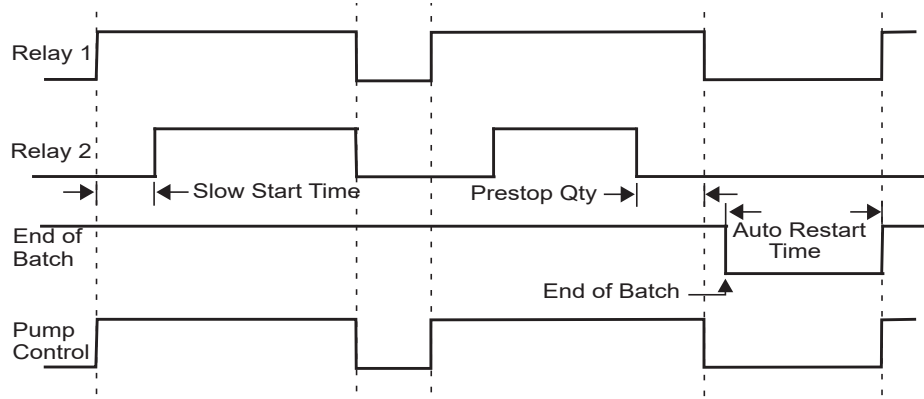 Relay 1
Relay 2
Slow Start Time
Prestop Qty
End of
Batch
Auto Restart
Time
End of Batch
Pump
Control